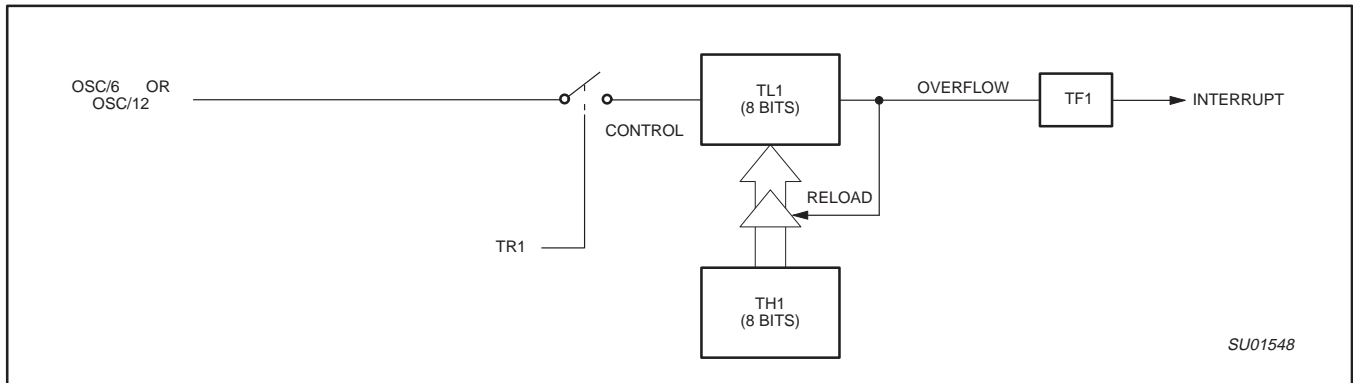 OSC/6 OR
OSC/12
TL1
(8 BITS)
OVERFLOW
TF1
INTERRUPT
CONTROL
RELOAD
TR1
TH1
(8 BITS)
SU01548